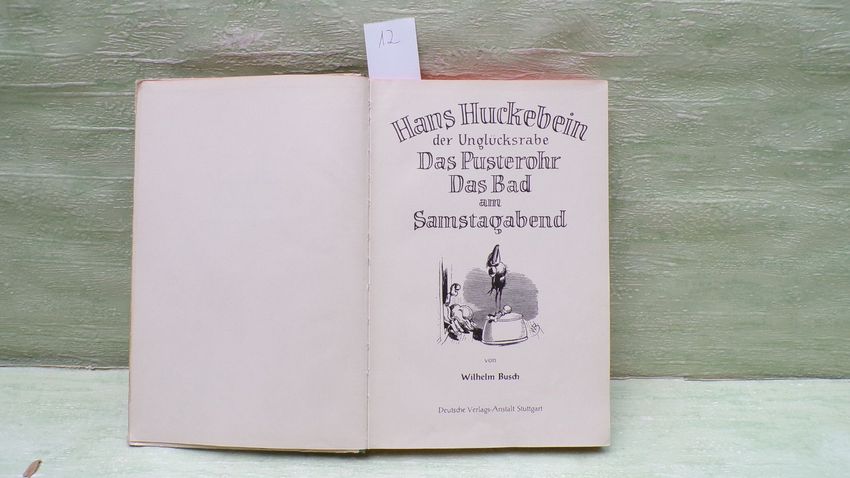 12
Hans Huckebein
der Unglücksrabe
Das Pusterohr
Das Bad
am
Samstagabend
von
Wilhelm Busch
Deutsche Verlags-Anstalt Stuttgart